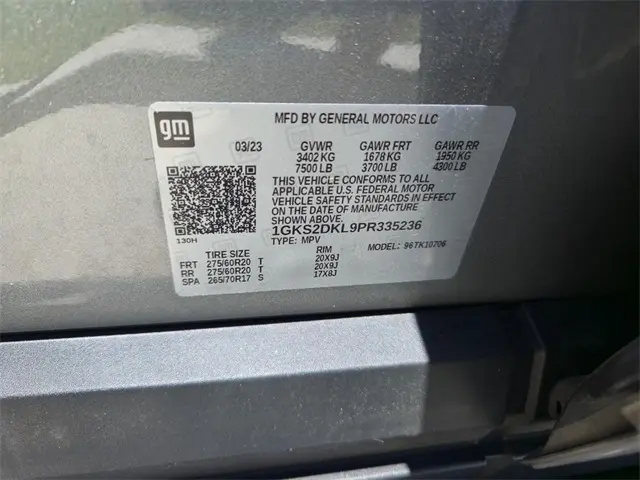 gm
MFD BY GENERAL MOTORS LLC
03/23 GVWR GAWR FRT GAWR RR
3402 KG 1678 KG 1950 KG
7500 LB 3700 LB 4300 LB
THIS VEHICLE CONFORMS TO ALL
APPLICABLE U.S. FEDERAL MOTOR
VEHICLE SAFETY STANDARDS IN EFFECT
ON THE DATE OF MANUFACTURE
SHOWN ABOVE.
1GKS2DKL9PR335236
130H
TYPE: MPV MODEL: 96TK10706
TIRE SIZE RIM
FRT 275/60R20 T 20X9J
RR 275/60R20 T 20X9J
SPA 265/70R17 S 17X8J